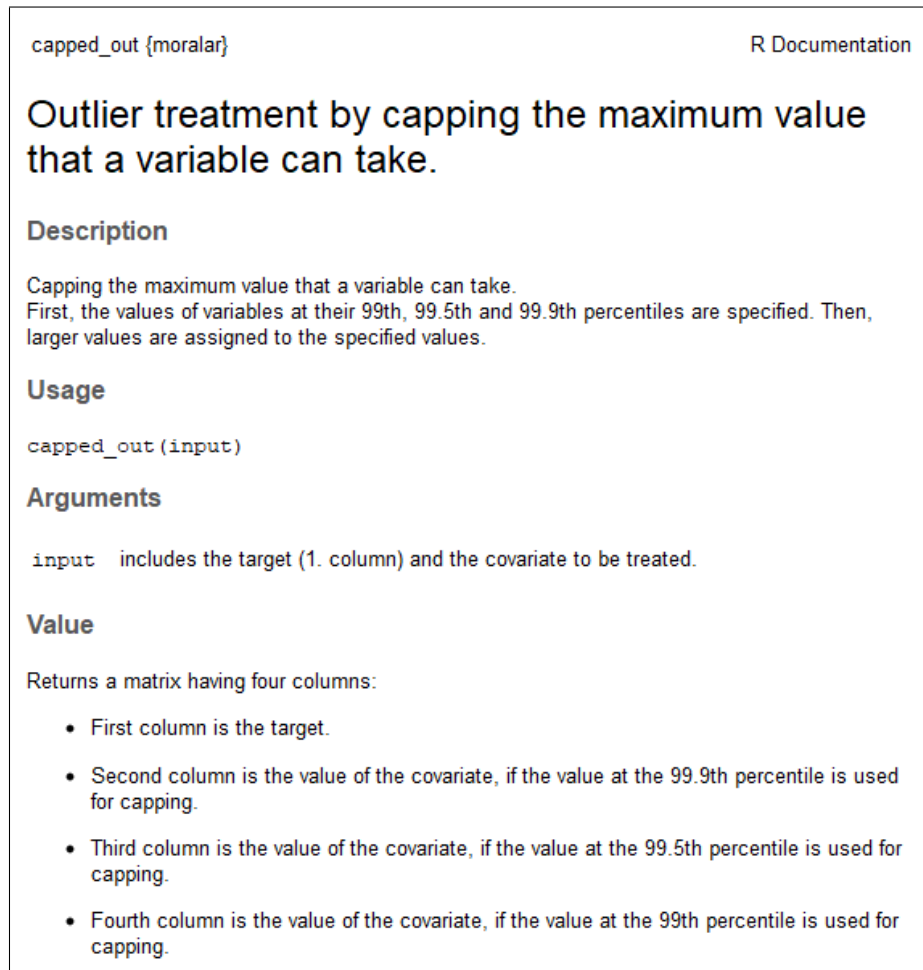 capped_out {moralar} R Documentation
Outlier treatment by capping the maximum value
that a variable can take.
Description
Capping the maximum value that a variable can take.
First, the values of variables at their 99th, 99.5th and 99.9th percentiles are specified. Then,
larger values are assigned to the specified values.
Usage
capped_out(input)
Arguments
input includes the target (1. column) and the covariate to be treated.
Value
Returns a matrix having four columns:
• First column is the target.
• Second column is the value of the covariate, if the value at the 99.9th percentile is used
for capping.
• Third column is the value of the covariate, if the value at the 99.5th percentile is used for
capping.
• Fourth column is the value of the covariate, if the value at the 99th percentile is used for
capping.